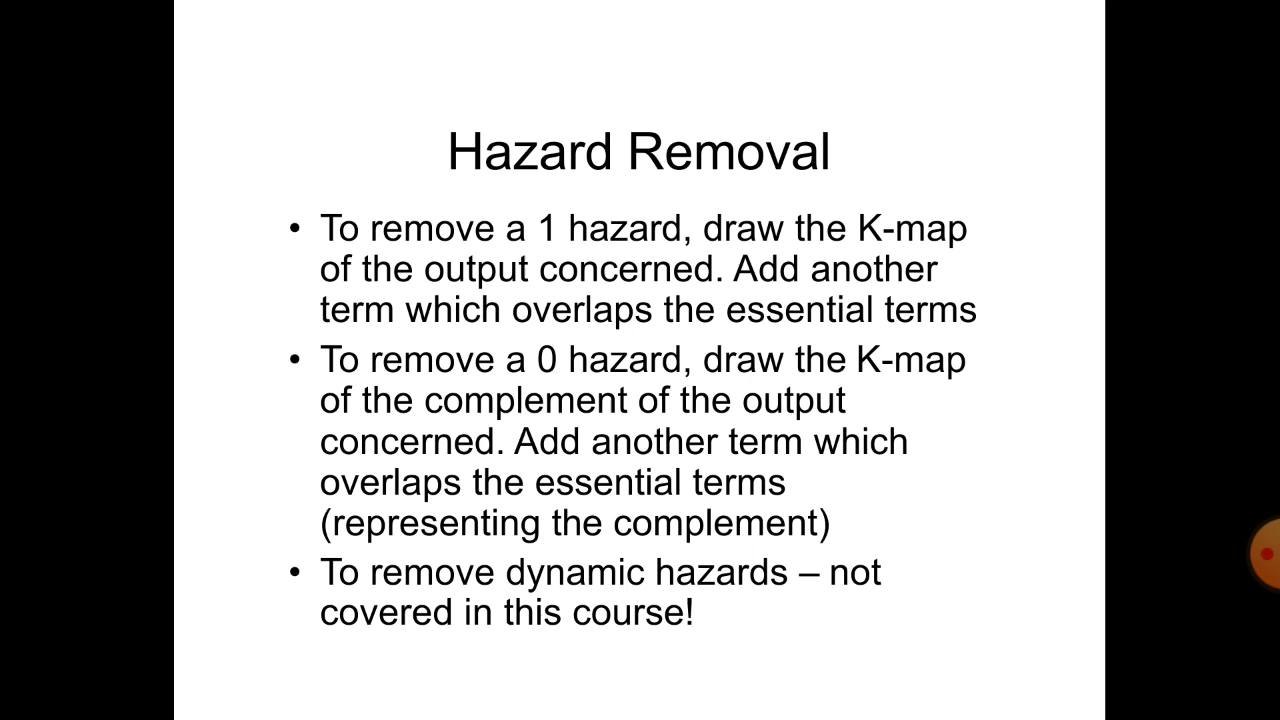 Hazard Removal
• To remove a 1 hazard, draw the K-map
of the output concerned. Add another
term which overlaps the essential terms
• To remove a 0 hazard, draw the K-map
of the complement of the output
concerned. Add another term which
overlaps the essential terms
(representing the complement)
• To remove dynamic hazards – not
covered in this course!